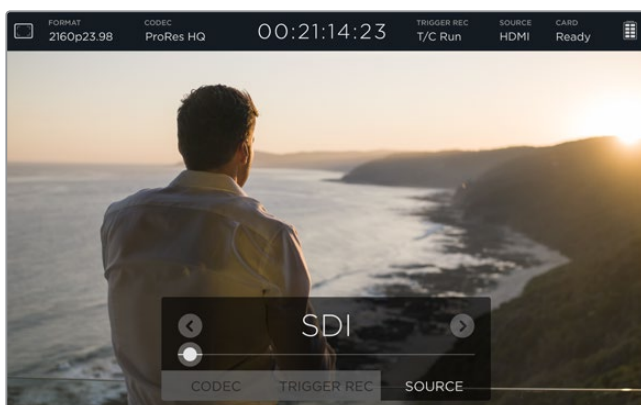 FORMAT
2160p23.98
CODEC
ProRes HQ
00:21:14:23
TRIGGER REC
T/C Run
SOURCE
HDMI
CARD
Ready
SDI
CODEC
TRIGGER REC
SOURCE